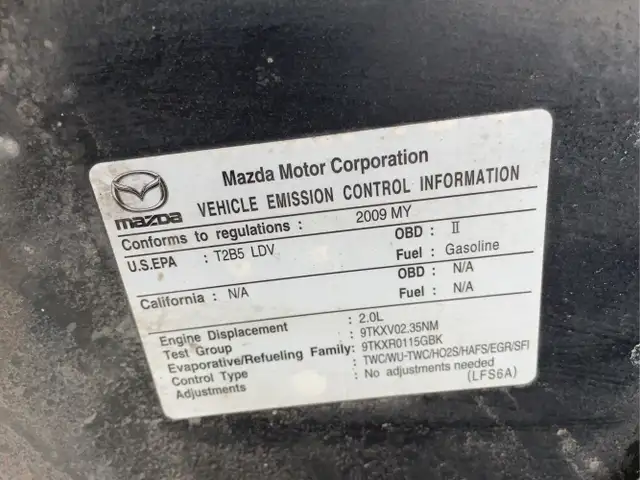 Mazda Motor Corporation
mazda VEHICLE EMISSION CONTROL INFORMATION
Conforms to regulations : 2009 MY
U.S.EPA : T2B5 LDV OBD : II
Fuel : Gasoline
California : N/A OBD : N/A
Fuel : N/A
Engine Displacement : 2.0L
Test Group : 9TKXV02.35NM
Evaporative/Refueling Family: 9TKXR0115GBK
Control Type : TWC/WU-TWC/HO2S/HAFS/EGR/SFI
Adjustments : No adjustments needed
(LFS6A)